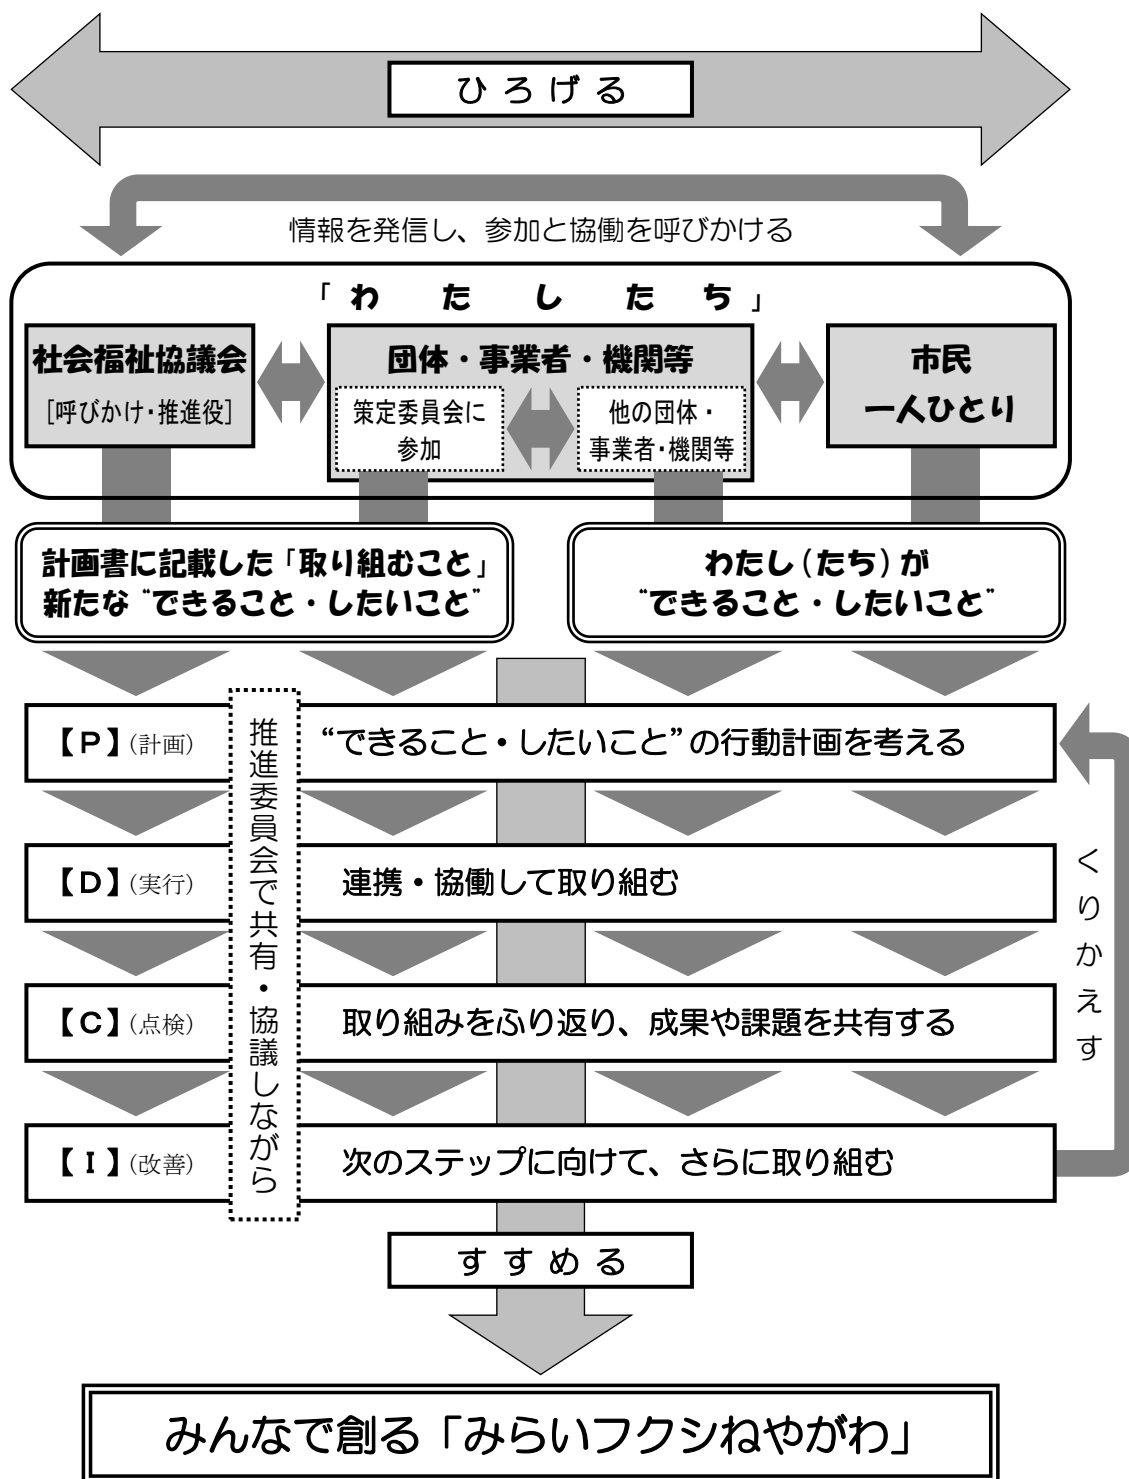 ひろげる
情報を発信し、参加と協働を呼びかける
「わたしたち」
社会福祉協議会
[呼びかけ・推進役]
団体・事業者・機関等
策定委員会に
参加
他の団体・
事業者・機関等
市民
一人ひとり
計画書に記載した「取り組むこと」
新たな“できること・したいこと”
わたし(たち)が
“できること・したいこと”
推進委員会で共有・協議しながら
【P】(計画)
“できること・したいこと”の行動計画を考える
【D】(実行)
連携・協働して取り組む
【C】(点検)
取り組みをふり返り、成果や課題を共有する
【I】(改善)
次のステップに向けて、さらに取り組む
くりかえす
すすめる
みんなで創る「みらいフクシねやがわ」